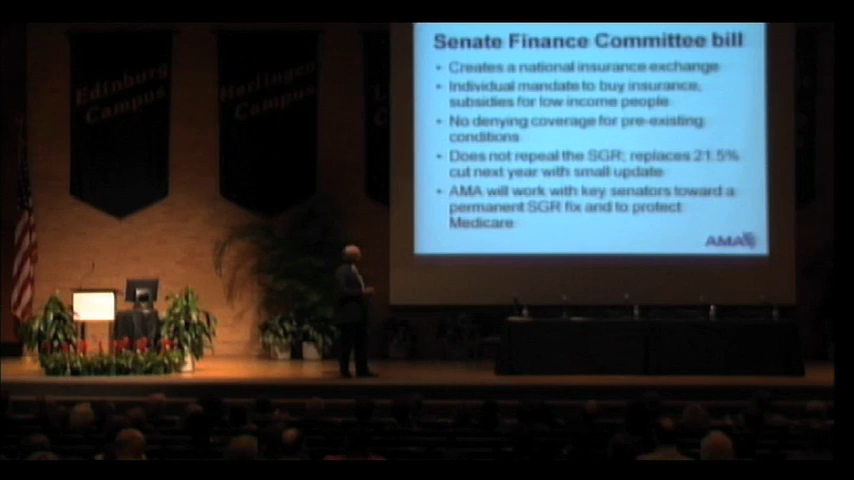 Edinburg
Campus
Harlingen
Campus
Senate Finance Committee bill
• Creates a national insurance exchange
• Individual mandate to buy insurance,
subsidies for low income people
• No denying coverage for pre-existing
conditions
• Does not repeal the SGR; replaces 21.5%
cut next year with small update
• AMA will work with key senators toward a
permanent SGR fix and to protect
Medicare
AMA